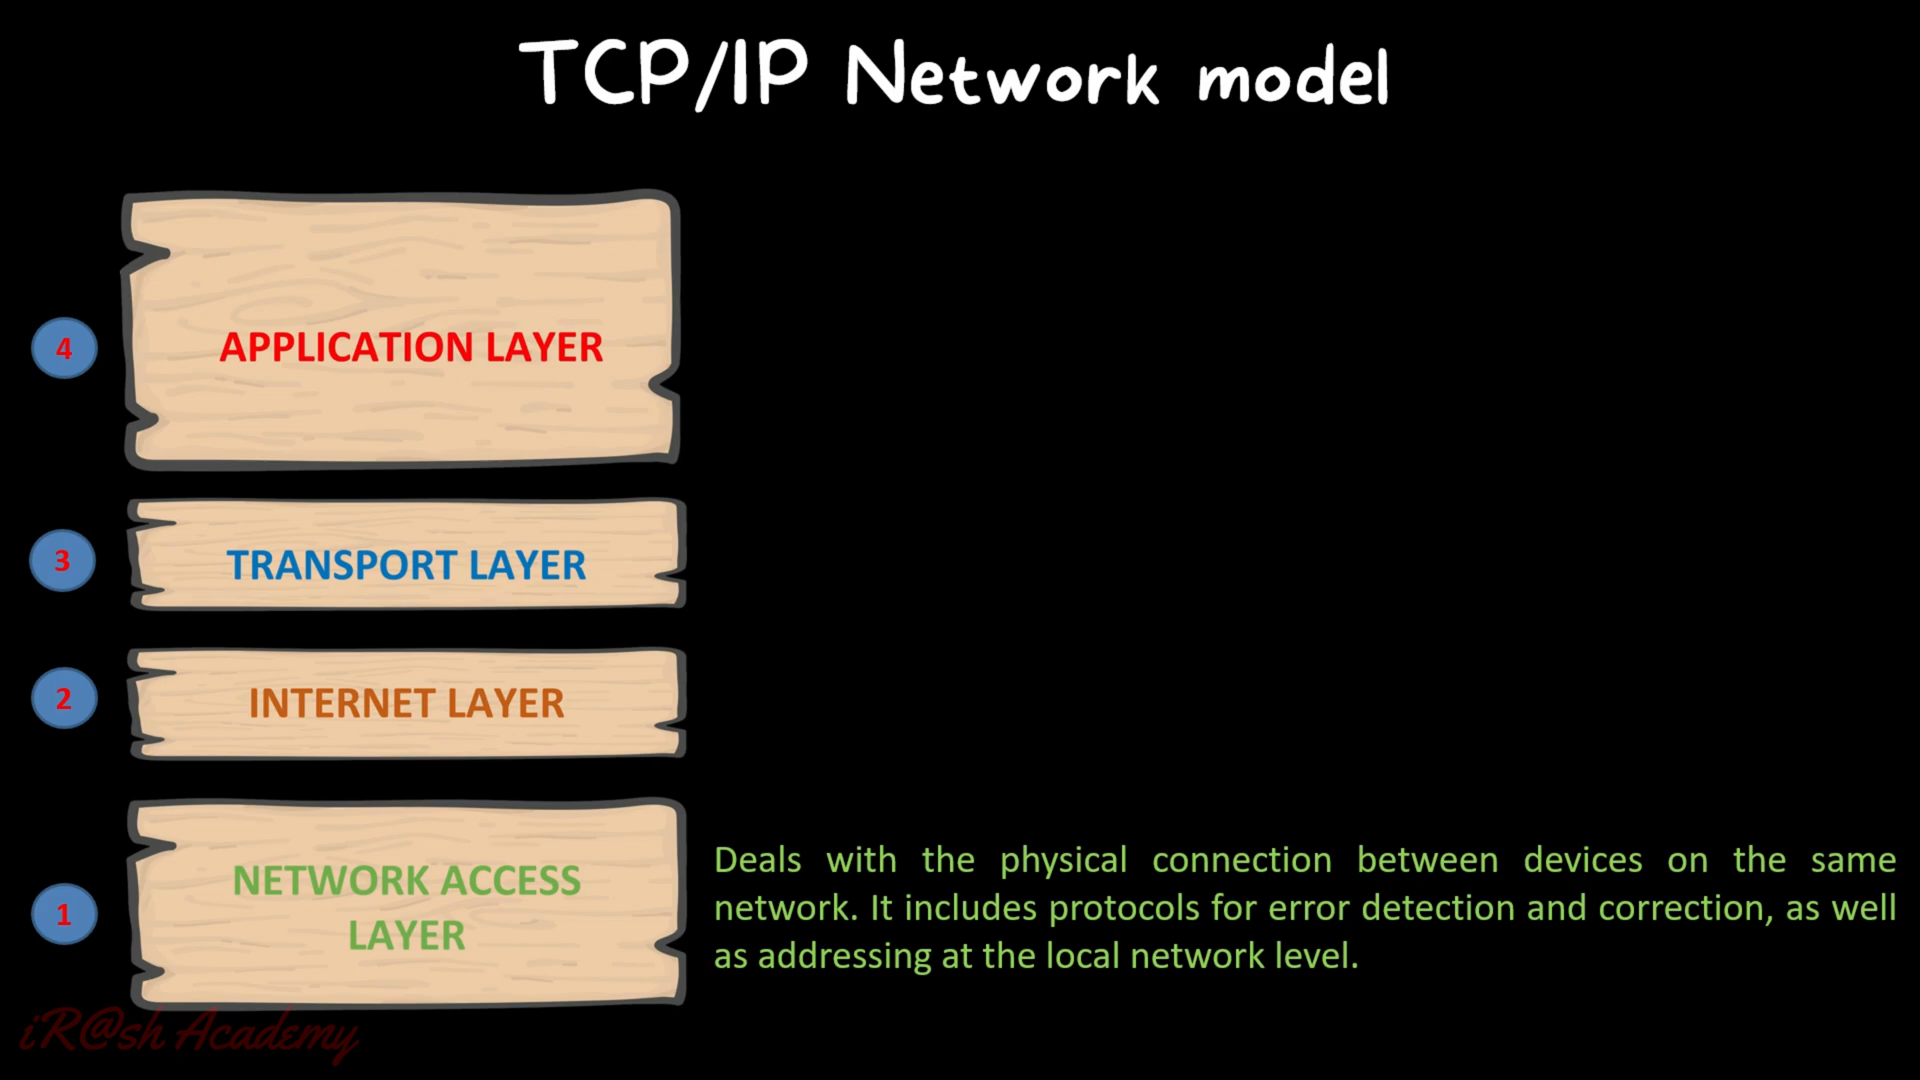 TCP/IP Network model
4
APPLICATION LAYER
3
TRANSPORT LAYER
2
INTERNET LAYER
1
NETWORK ACCESS
LAYER
Deals with the physical connection between devices on the same
network. It includes protocols for error detection and correction, as well
as addressing at the local network level.
iR@sh Academy